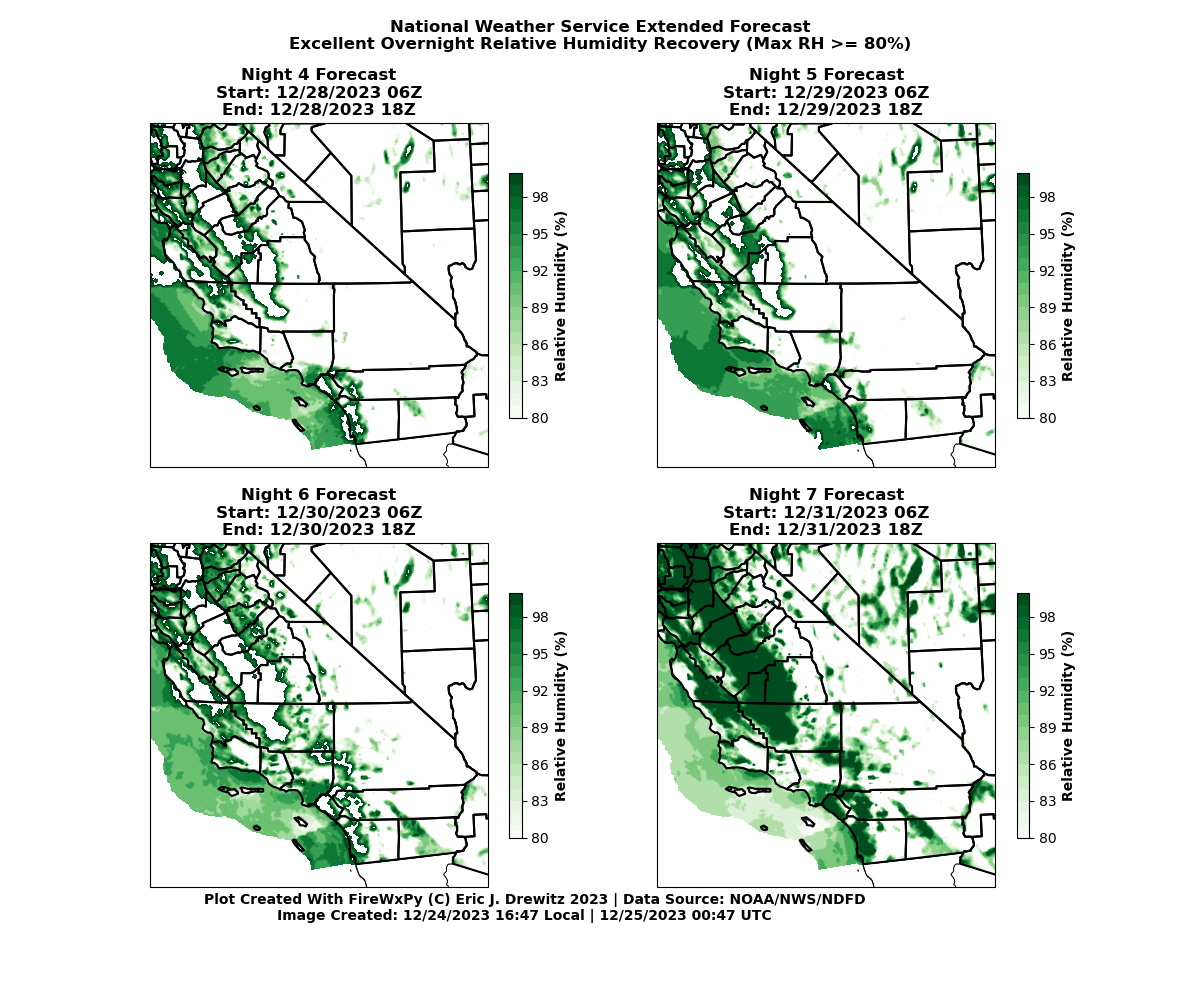 National Weather Service Extended Forecast
Excellent Overnight Relative Humidity Recovery (Max RH >= 80%)
Night 4 Forecast
Start: 12/28/2023 06Z
End: 12/28/2023 18Z
98
95
92
89
86
83
80
Relative Humidity (%)
Night 5 Forecast
Start: 12/29/2023 06Z
End: 12/29/2023 18Z
98
95
92
89
86
83
80
Relative Humidity (%)
Night 6 Forecast
Start: 12/30/2023 06Z
End: 12/30/2023 18Z
98
95
92
89
86
83
80
Relative Humidity (%)
Night 7 Forecast
Start: 12/31/2023 06Z
End: 12/31/2023 18Z
98
95
92
89
86
83
80
Relative Humidity (%)
Plot Created With FireWxPy (C) Eric J. Drewitz 2023 | Data Source: NOAA/NWS/NDFD
Image Created: 12/24/2023 16:47 Local | 12/25/2023 00:47 UTC